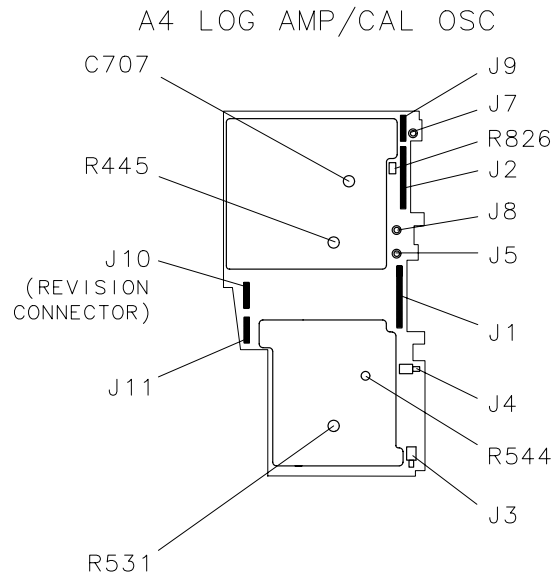 A4 LOG AMP/CAL OSC
C707
J9
J7
R826
R445
J2
J8
J10
(REVISION
CONNECTOR)
J5
J1
J11
J4
R544
J3
R531